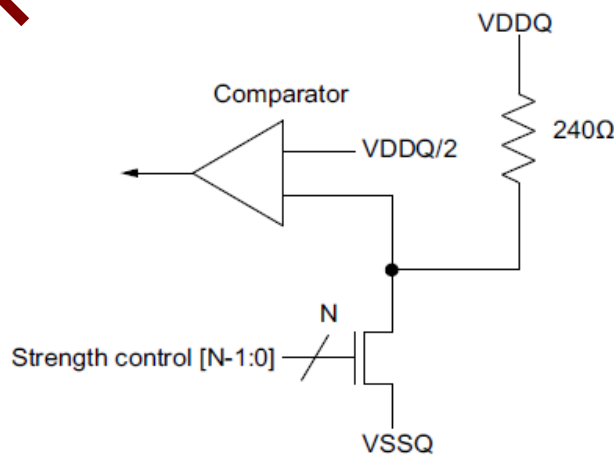 VDDQ
Comparator
240Ω
VDDQ/2
N
Strength control [N-1:0]
VSSQ